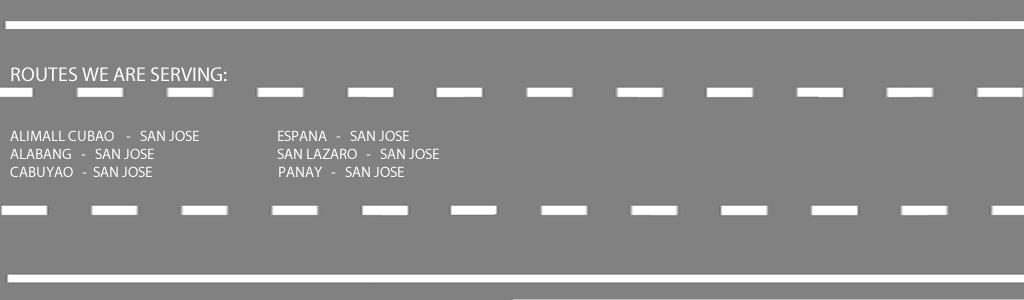 ROUTES WE ARE SERVING:
ALIMALL CUBAO - SAN JOSE
ALABANG - SAN JOSE
CABUYAO - SAN JOSE
ESPANA - SAN JOSE
SAN LAZARO - SAN JOSE
PANAY - SAN JOSE